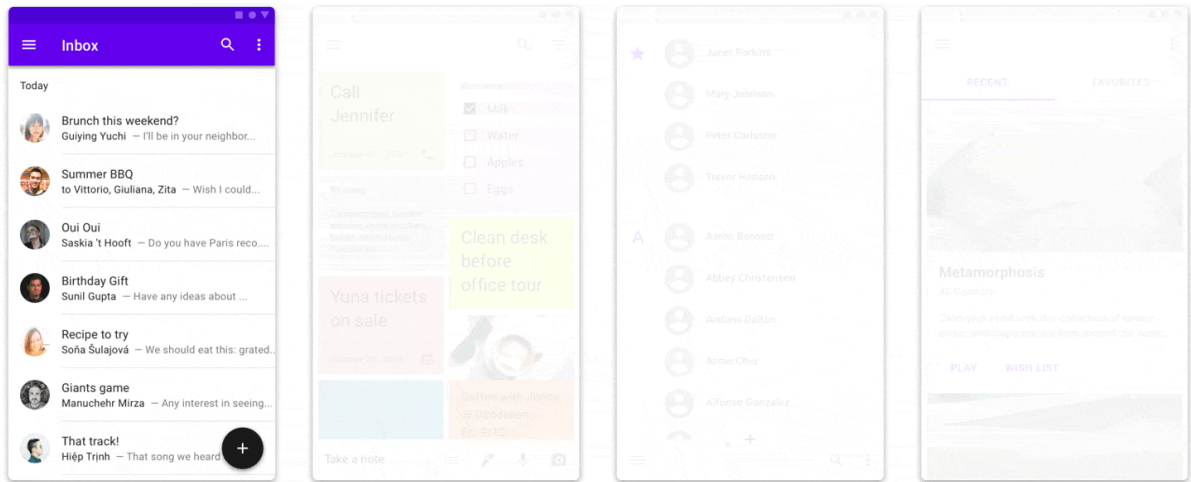 Inbox
Today
Brunch this weekend?
Guiying Yuchi — I'll be in your neighbor...
Summer BBQ
to Vittorio, Giuliana, Zita — Wish I could...
Oui Oui
Saskia 't Hooft — Do you have Paris reco....
Birthday Gift
Sunil Gupta — Have any ideas about ...
Recipe to try
Soňa Šulajová — We should eat this: grated..
Giants game
Manuchehr Mirza — Any interest in seeing...
That track!
Hiệp Trịnh — That song we heard
+
Call
Jennifer
Milk
Water
Apples
Eggs
Clean desk
before
office tour
Yuna tickets
on sale
Take a note
Janet Perkins
Mary Johnson
Peter Carlsson
Trevor Hansen
A
Aaron Bennett
Abbey Christensen
Andrew Dalton
Annie Chiu
Alfonso Gonzalez
+
RECENT
FAVORITES
Metamorphosis
Ali Connors
PLAY
WISH LIST